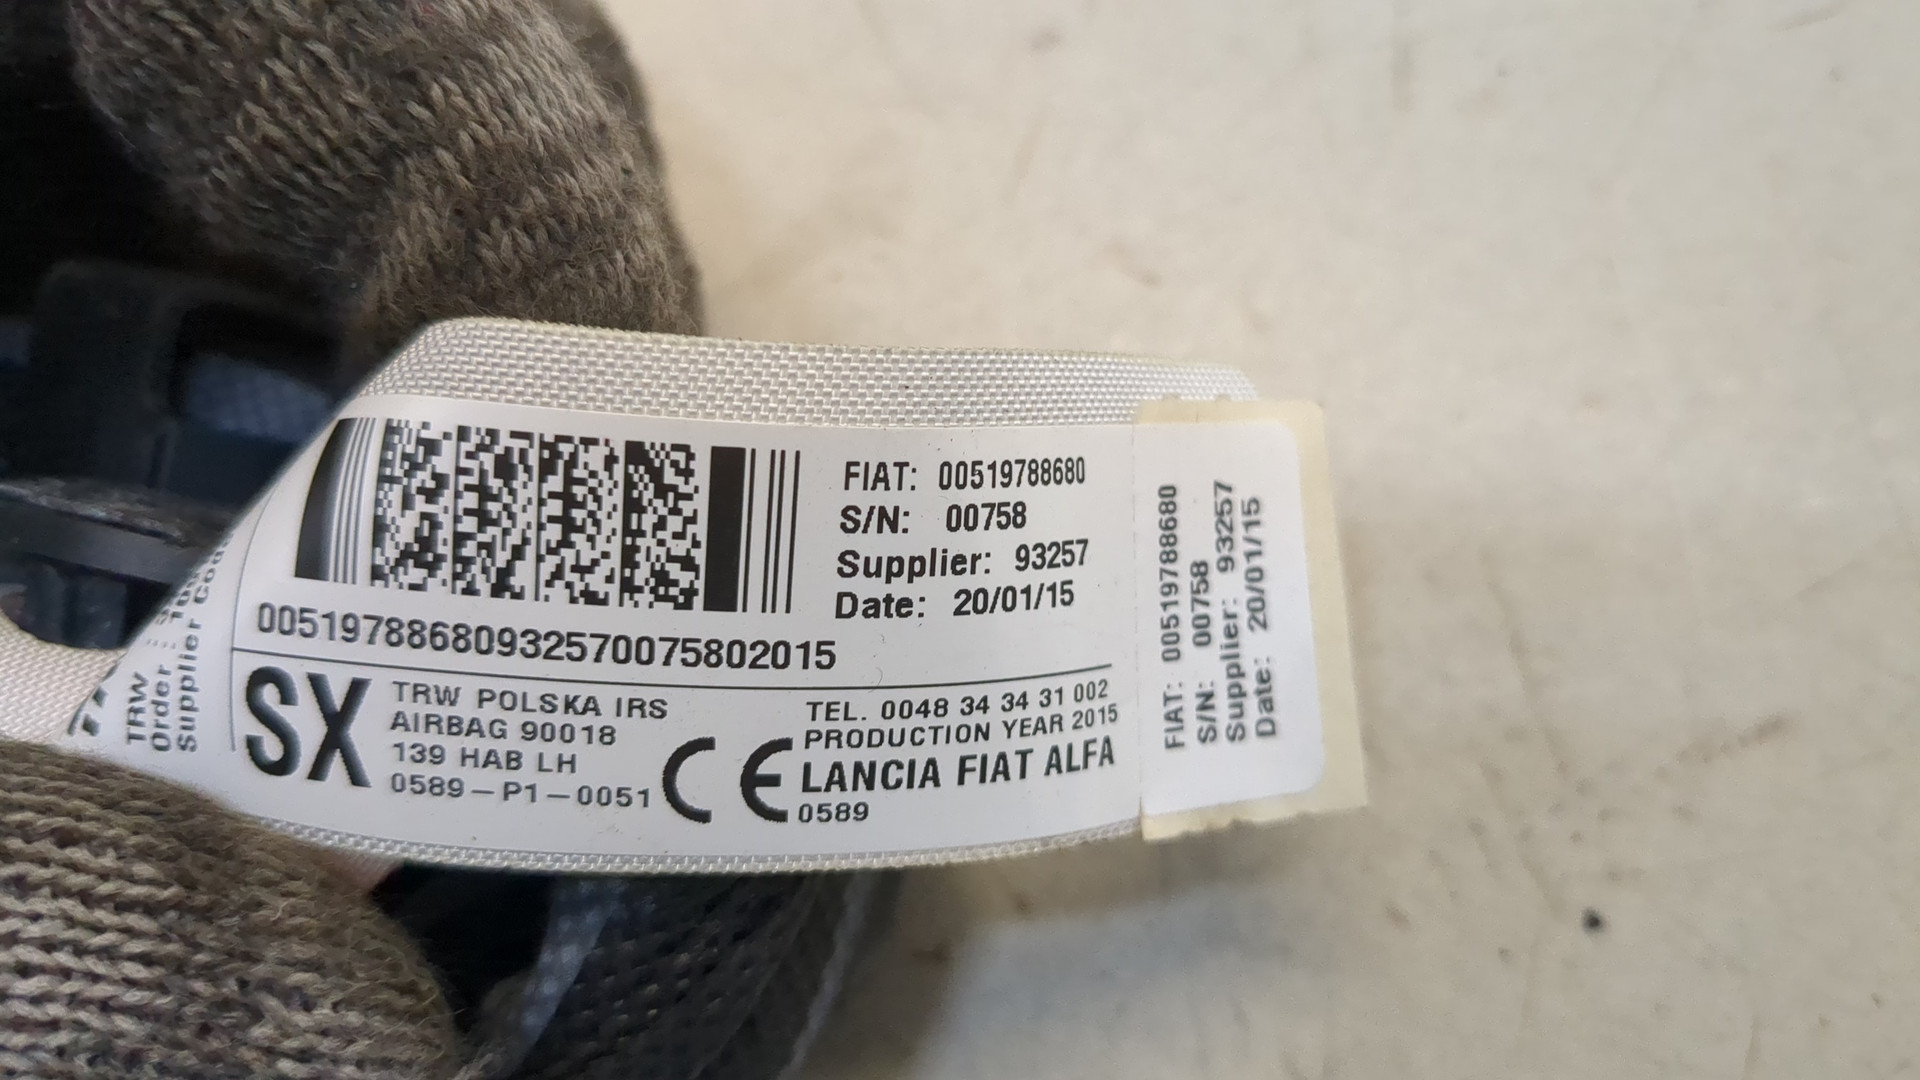 FIAT: 00519788680
S/N: 00758
Supplier: 93257
Date: 20/01/15
00519788680932570075802015
SX
TRW POLSKA IRS
AIRBAG 90018
139 HAB LH
0589-P1-0051
CE
TEL. 0048 34 34 31 002
PRODUCTION YEAR 2015
LANCIA FIAT ALFA
0589
FIAT: 00519788680
S/N: 00758
Supplier: 93257
Date: 20/01/15
TRW
Order
Supplier